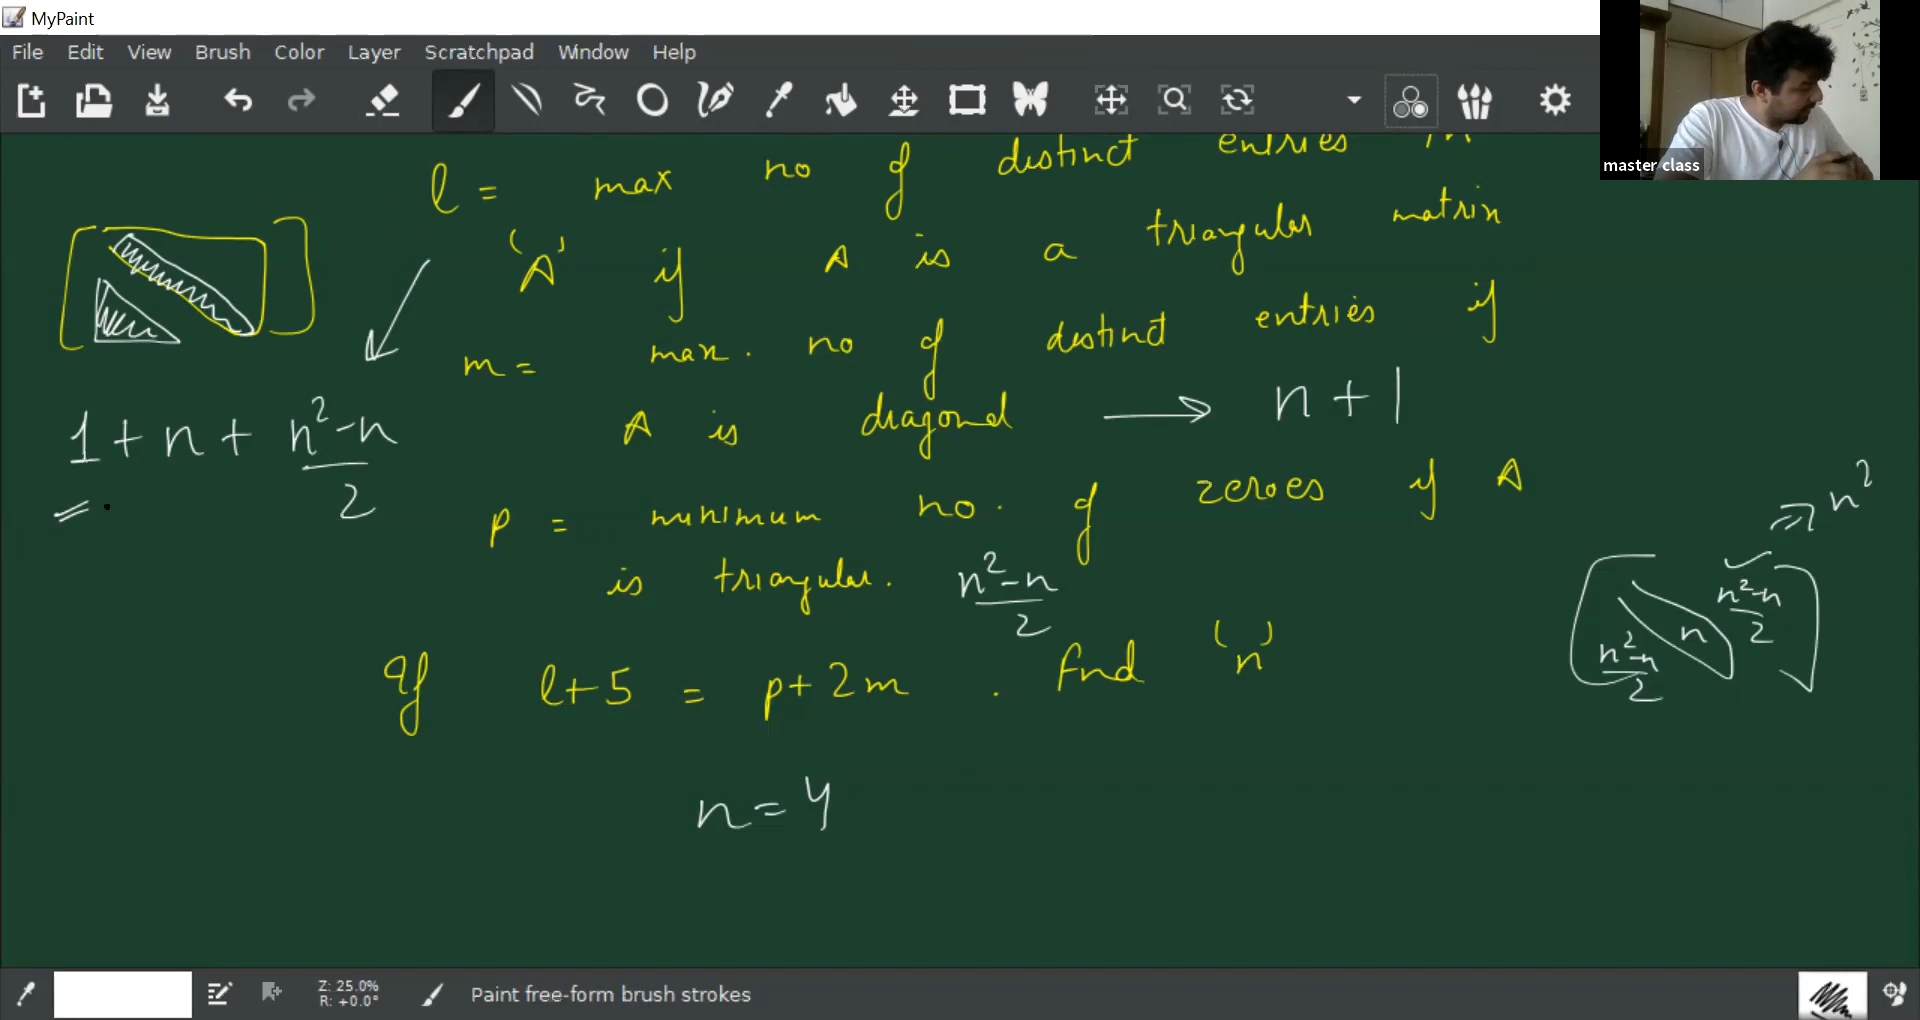 MyPaint
File Edit View Brush Color Layer Scratchpad Window Help
master class
l = max no of distinct entries in
'A' if A is a triangular matrix
m = max. no of distinct entries if
A is diagonal → n + 1
1 + n + n²-n / 2
=
p = minimum no. of zeroes if A
is triangular. n²-n / 2
⇒ n²
n²-n / 2
n
n²-n / 2
If l+5 = p+2m . Find 'n'
n = 4
Z: 25.0%
R: +0.0°
Paint free-form brush strokes